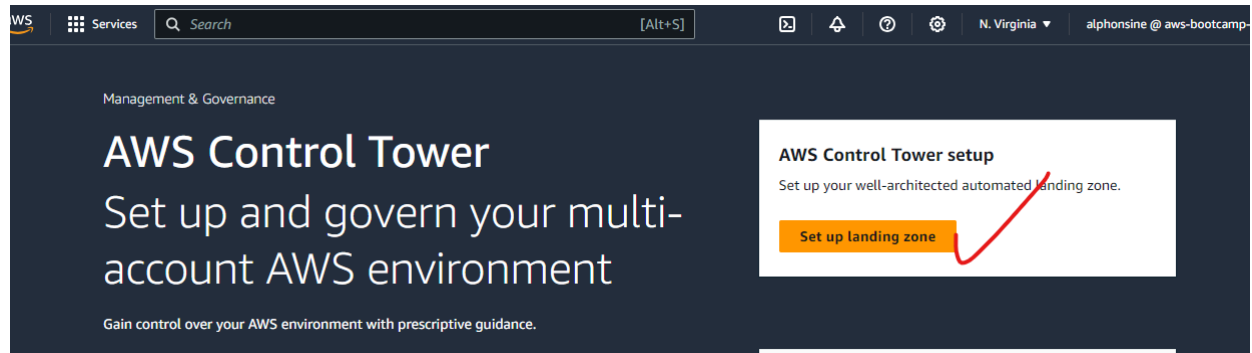 aws
Services
Search
[Alt+S]
N. Virginia
alphonsine @ aws-bootcamp-
Management & Governance
AWS Control Tower
Set up and govern your multi-
account AWS environment
Gain control over your AWS environment with prescriptive guidance.
AWS Control Tower setup
Set up your well-architected automated landing zone.
Set up landing zone